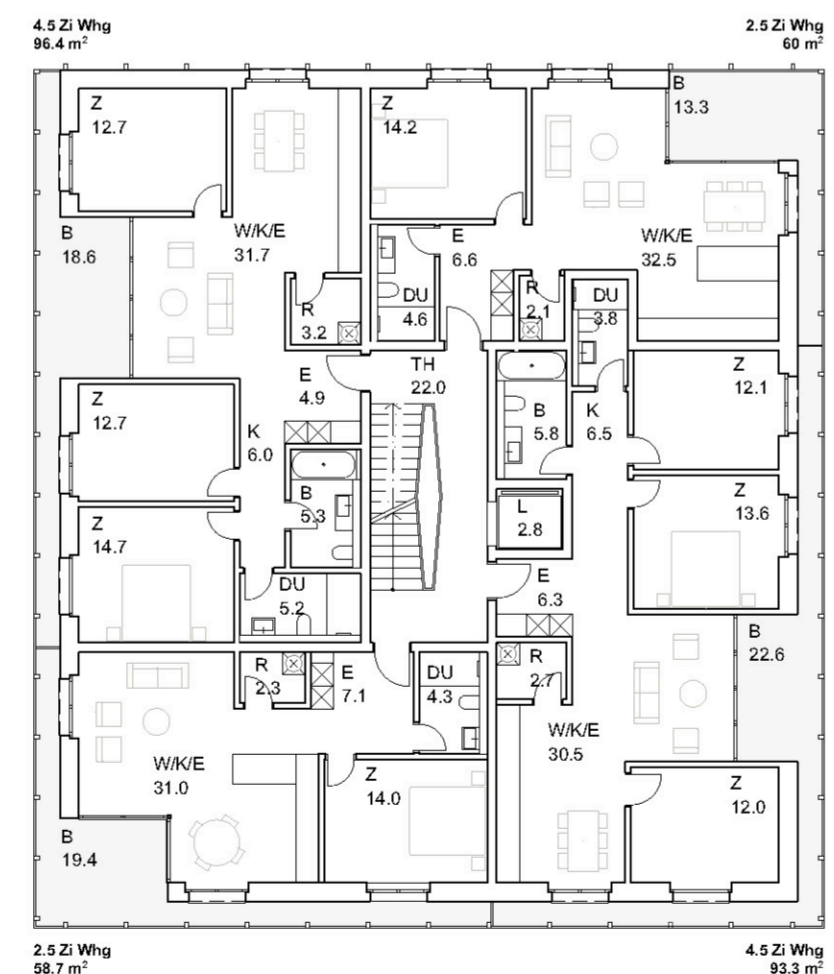 4.5 Zi Whg
96.4 m²
2.5 Zi Whg
60 m²
Z
12.7
Z
14.2
B
13.3
B
18.6
W/K/E
31.7
E
6.6
W/K/E
32.5
R
3.2
DU
4.6
R
2.1
DU
3.8
E
4.9
TH
22.0
Z
12.1
Z
12.7
K
6.0
B
5.8
K
6.5
B
5.3
Z
14.7
L
2.8
Z
13.6
DU
5.2
E
6.3
R
2.3
E
7.1
DU
4.3
R
2.7
B
22.6
W/K/E
31.0
Z
14.0
W/K/E
30.5
Z
12.0
B
19.4
2.5 Zi Whg
58.7 m²
4.5 Zi Whg
93.3 m²